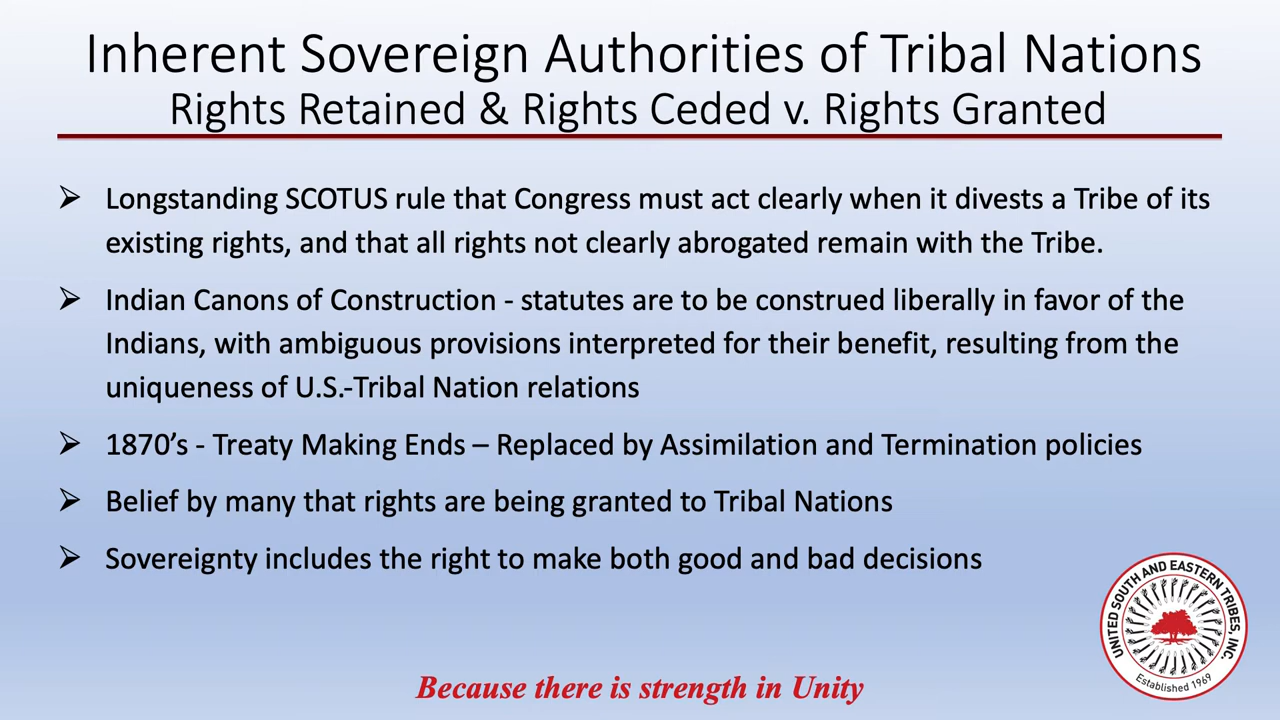 Inherent Sovereign Authorities of Tribal Nations
Rights Retained & Rights Ceded v. Rights Granted
➢ Longstanding SCOTUS rule that Congress must act clearly when it divests a Tribe of its
existing rights, and that all rights not clearly abrogated remain with the Tribe.
➢ Indian Canons of Construction - statutes are to be construed liberally in favor of the
Indians, with ambiguous provisions interpreted for their benefit, resulting from the
uniqueness of U.S.-Tribal Nation relations
➢ 1870’s - Treaty Making Ends – Replaced by Assimilation and Termination policies
➢ Belief by many that rights are being granted to Tribal Nations
➢ Sovereignty includes the right to make both good and bad decisions
UNITED SOUTH AND EASTERN TRIBES, INC.
Established 1969
Because there is strength in Unity